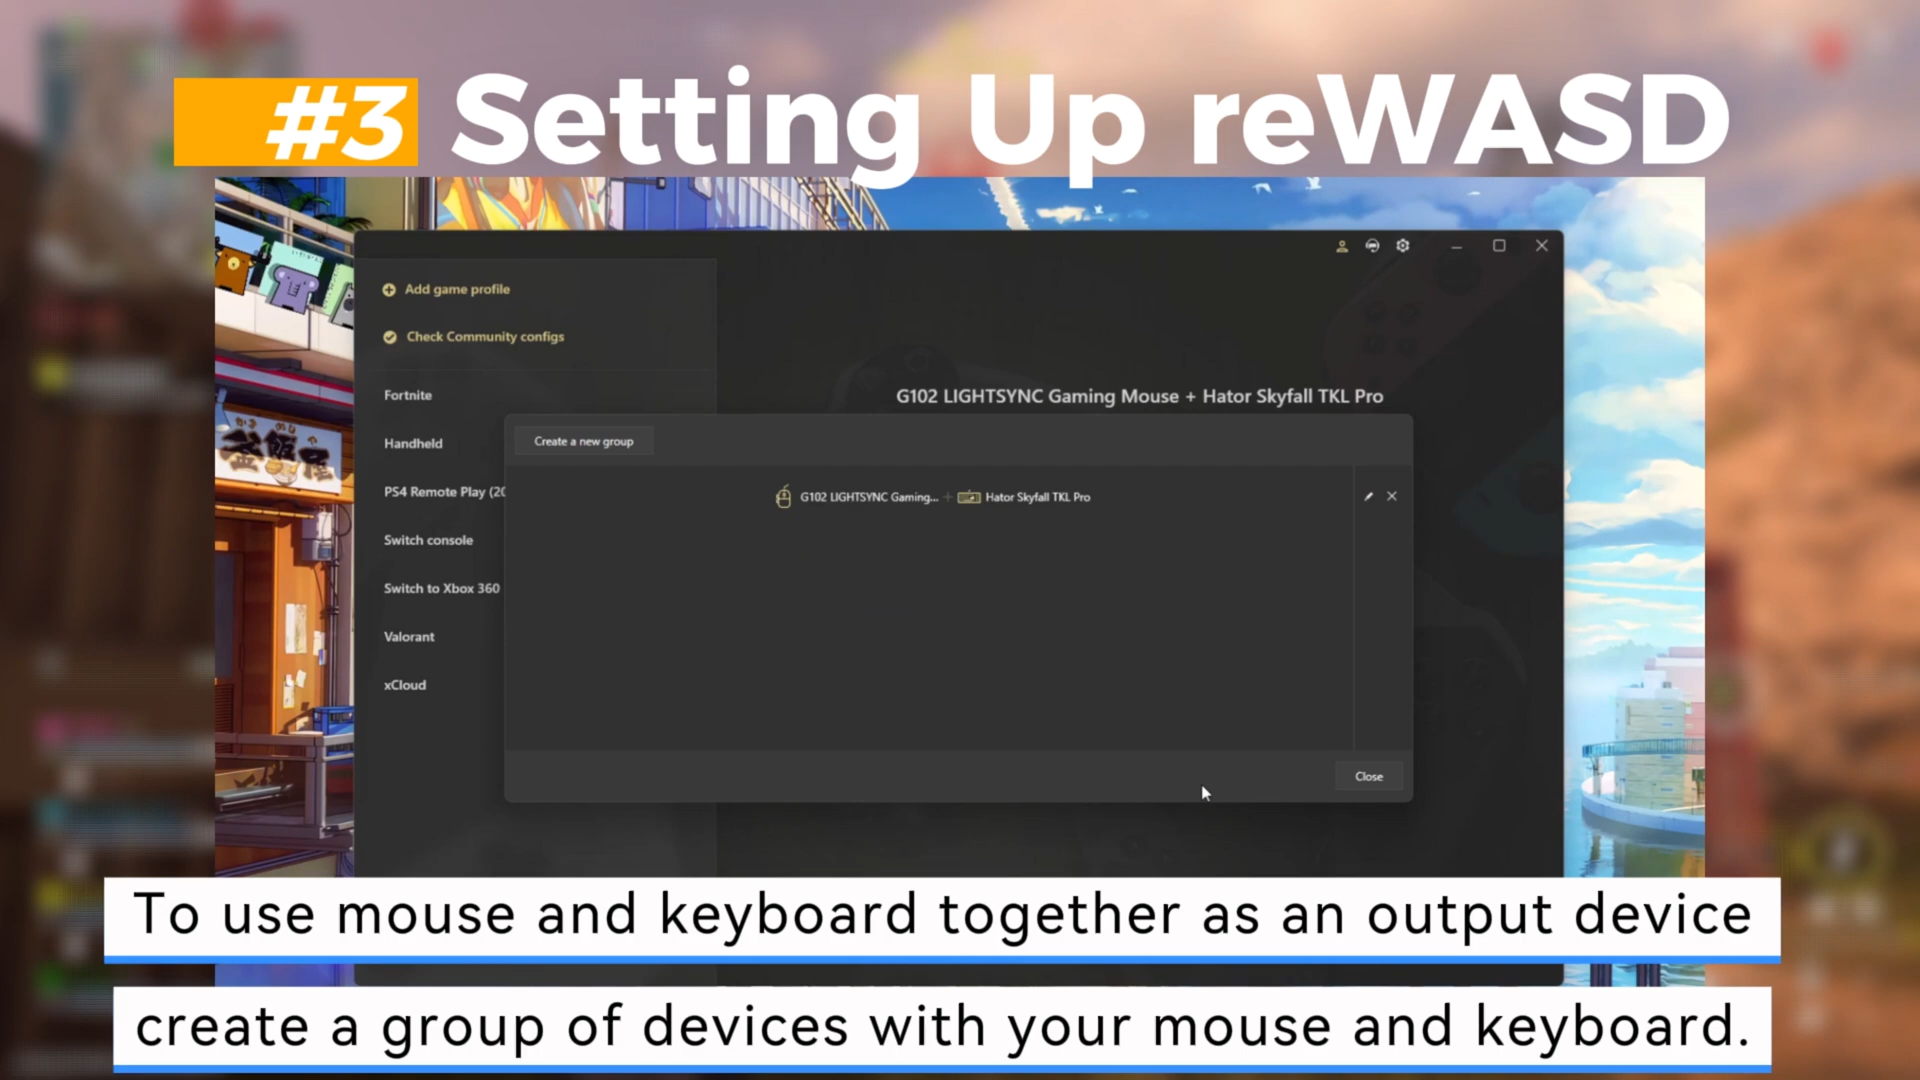 #3 Setting Up reWASD
Add game profile
Check Community configs
Fortnite
G102 LIGHTSYNC Gaming Mouse + Hator Skyfall TKL Pro
Handheld
Create a new group
PS4 Remote Play (20
G102 LIGHTSYNC Gaming... + Hator Skyfall TKL Pro
Switch console
Switch to Xbox 360
Valorant
xCloud
Close
To use mouse and keyboard together as an output device
create a group of devices with your mouse and keyboard.